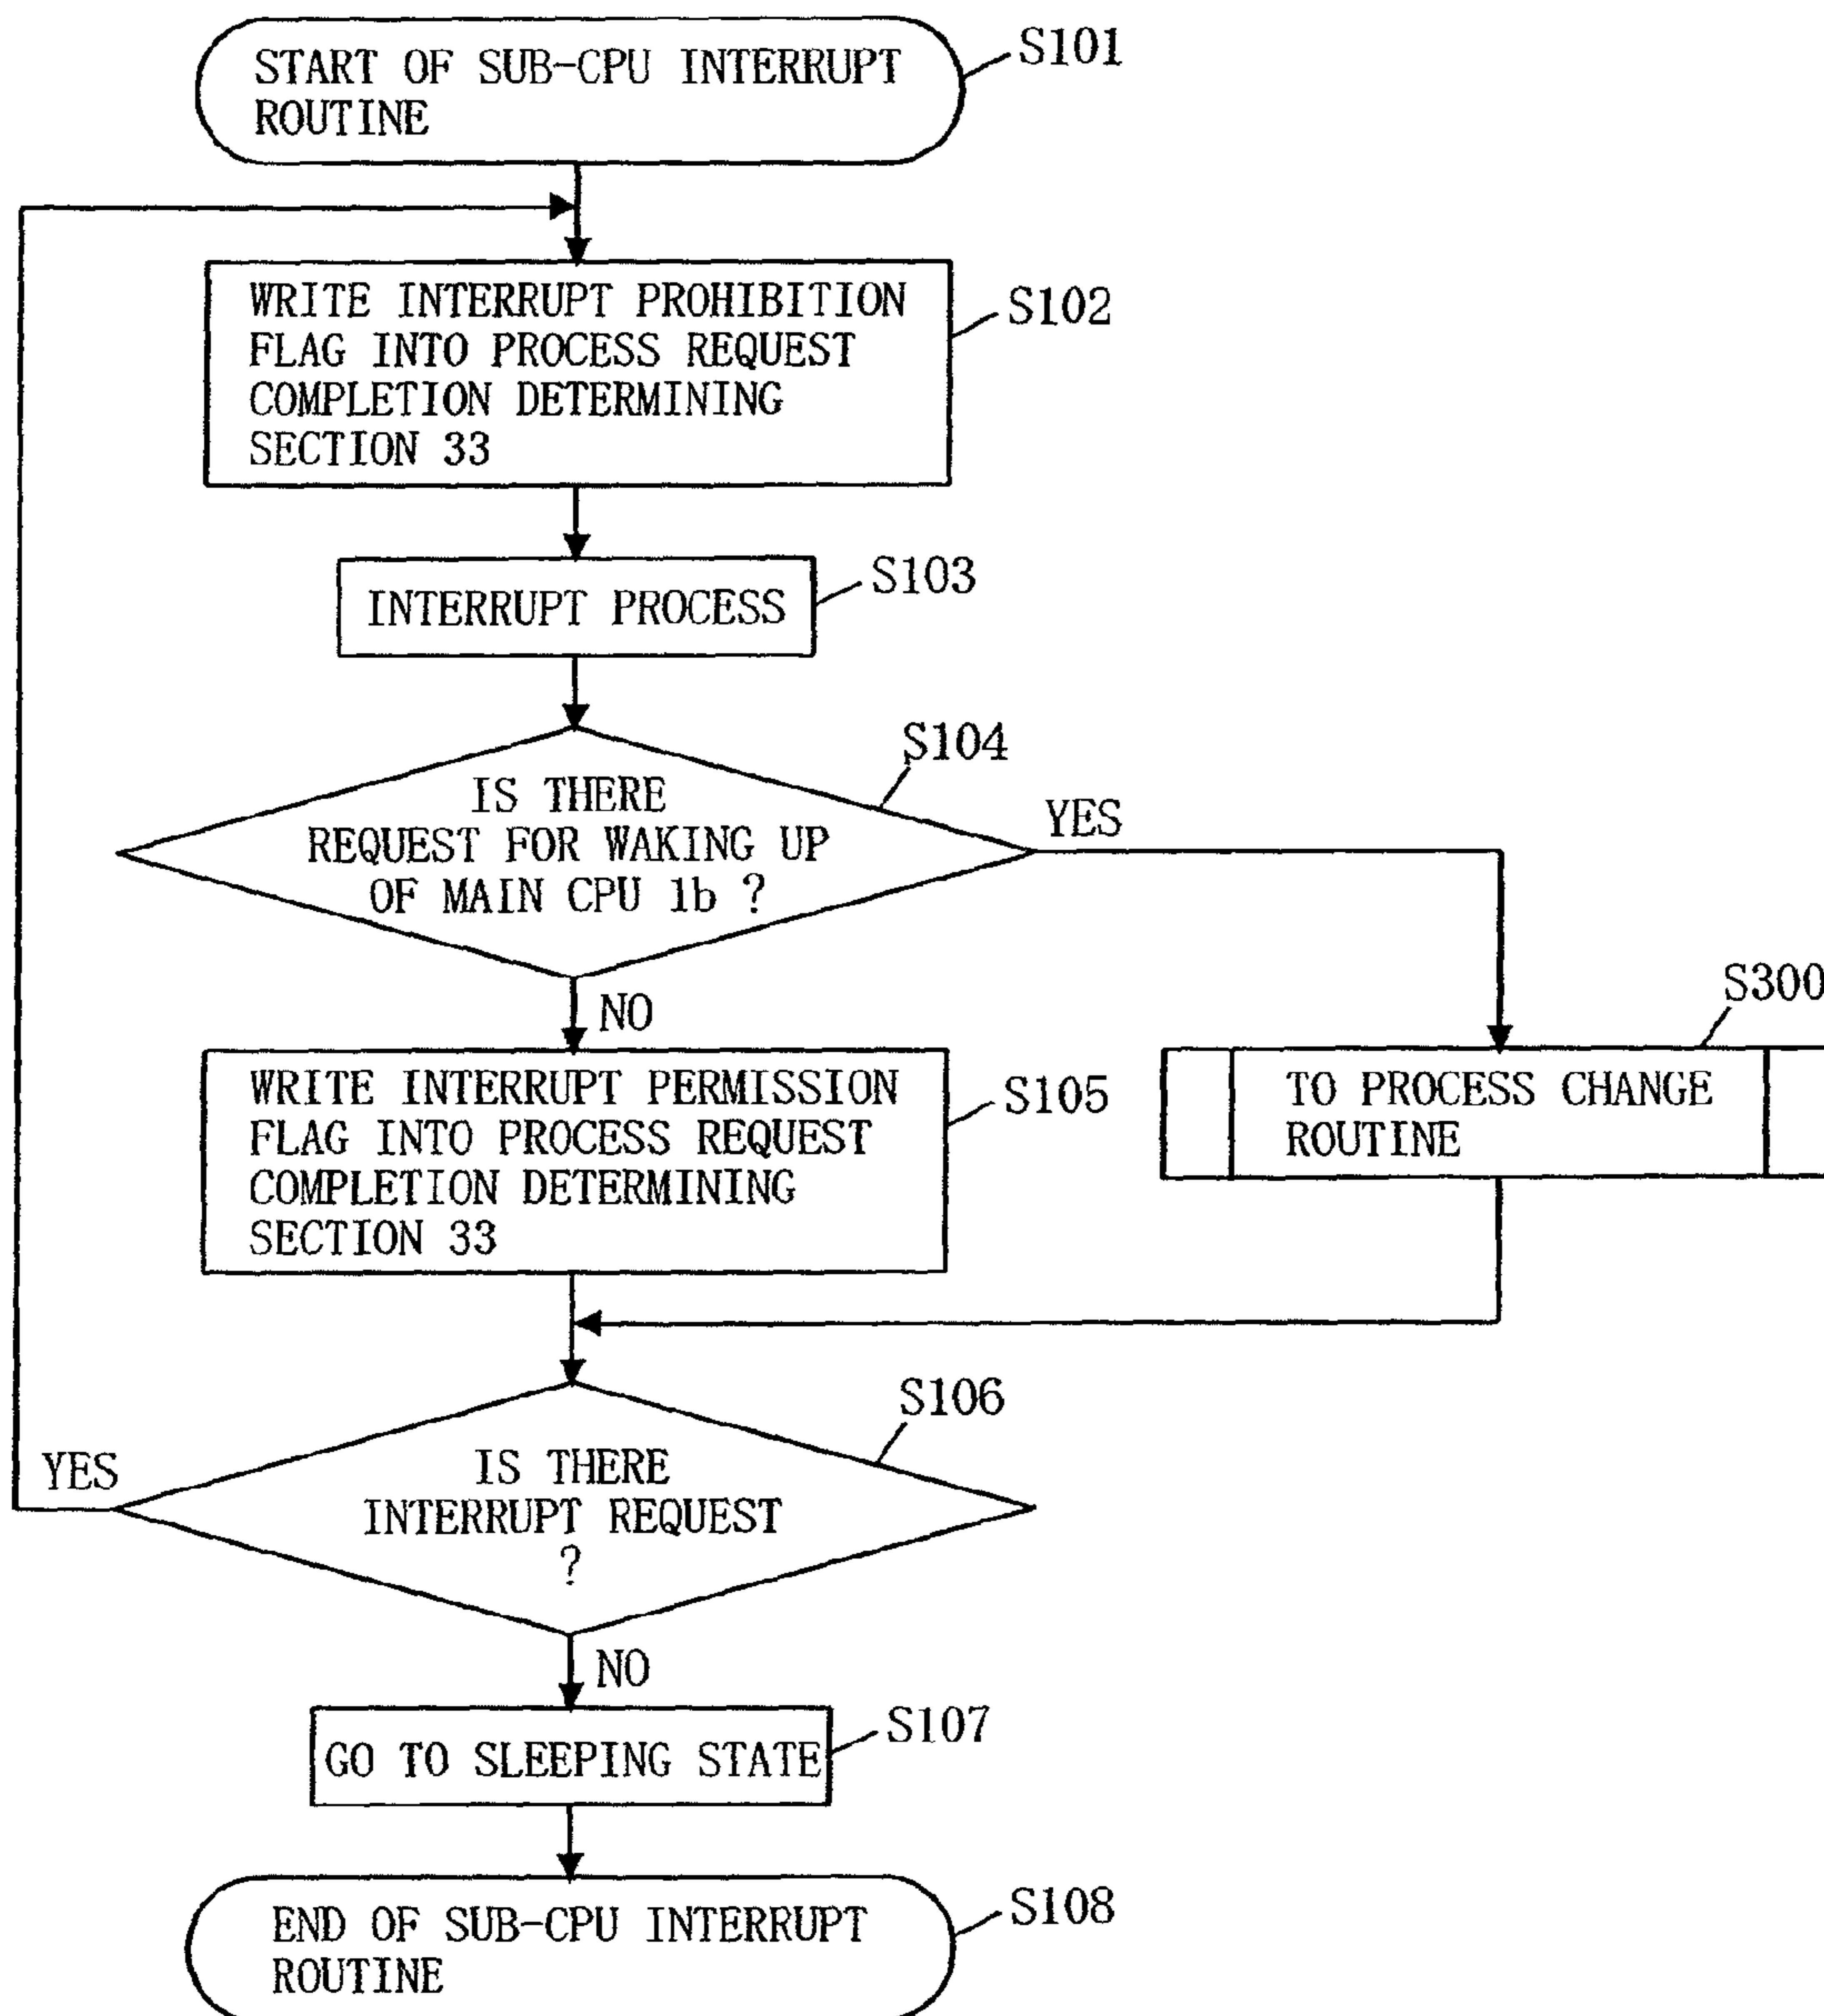 START OF SUB-CPU INTERRUPT
ROUTINE
S101
WRITE INTERRUPT PROHIBITION
FLAG INTO PROCESS REQUEST
COMPLETION DETERMINING
SECTION 33
S102
INTERRUPT PROCESS
S103
IS THERE
REQUEST FOR WAKING UP
OF MAIN CPU 1b ?
S104
YES
NO
WRITE INTERRUPT PERMISSION
FLAG INTO PROCESS REQUEST
COMPLETION DETERMINING
SECTION 33
S105
TO PROCESS CHANGE
ROUTINE
S300
IS THERE
INTERRUPT REQUEST
?
S106
YES
NO
GO TO SLEEPING STATE
S107
END OF SUB-CPU INTERRUPT
ROUTINE
S108